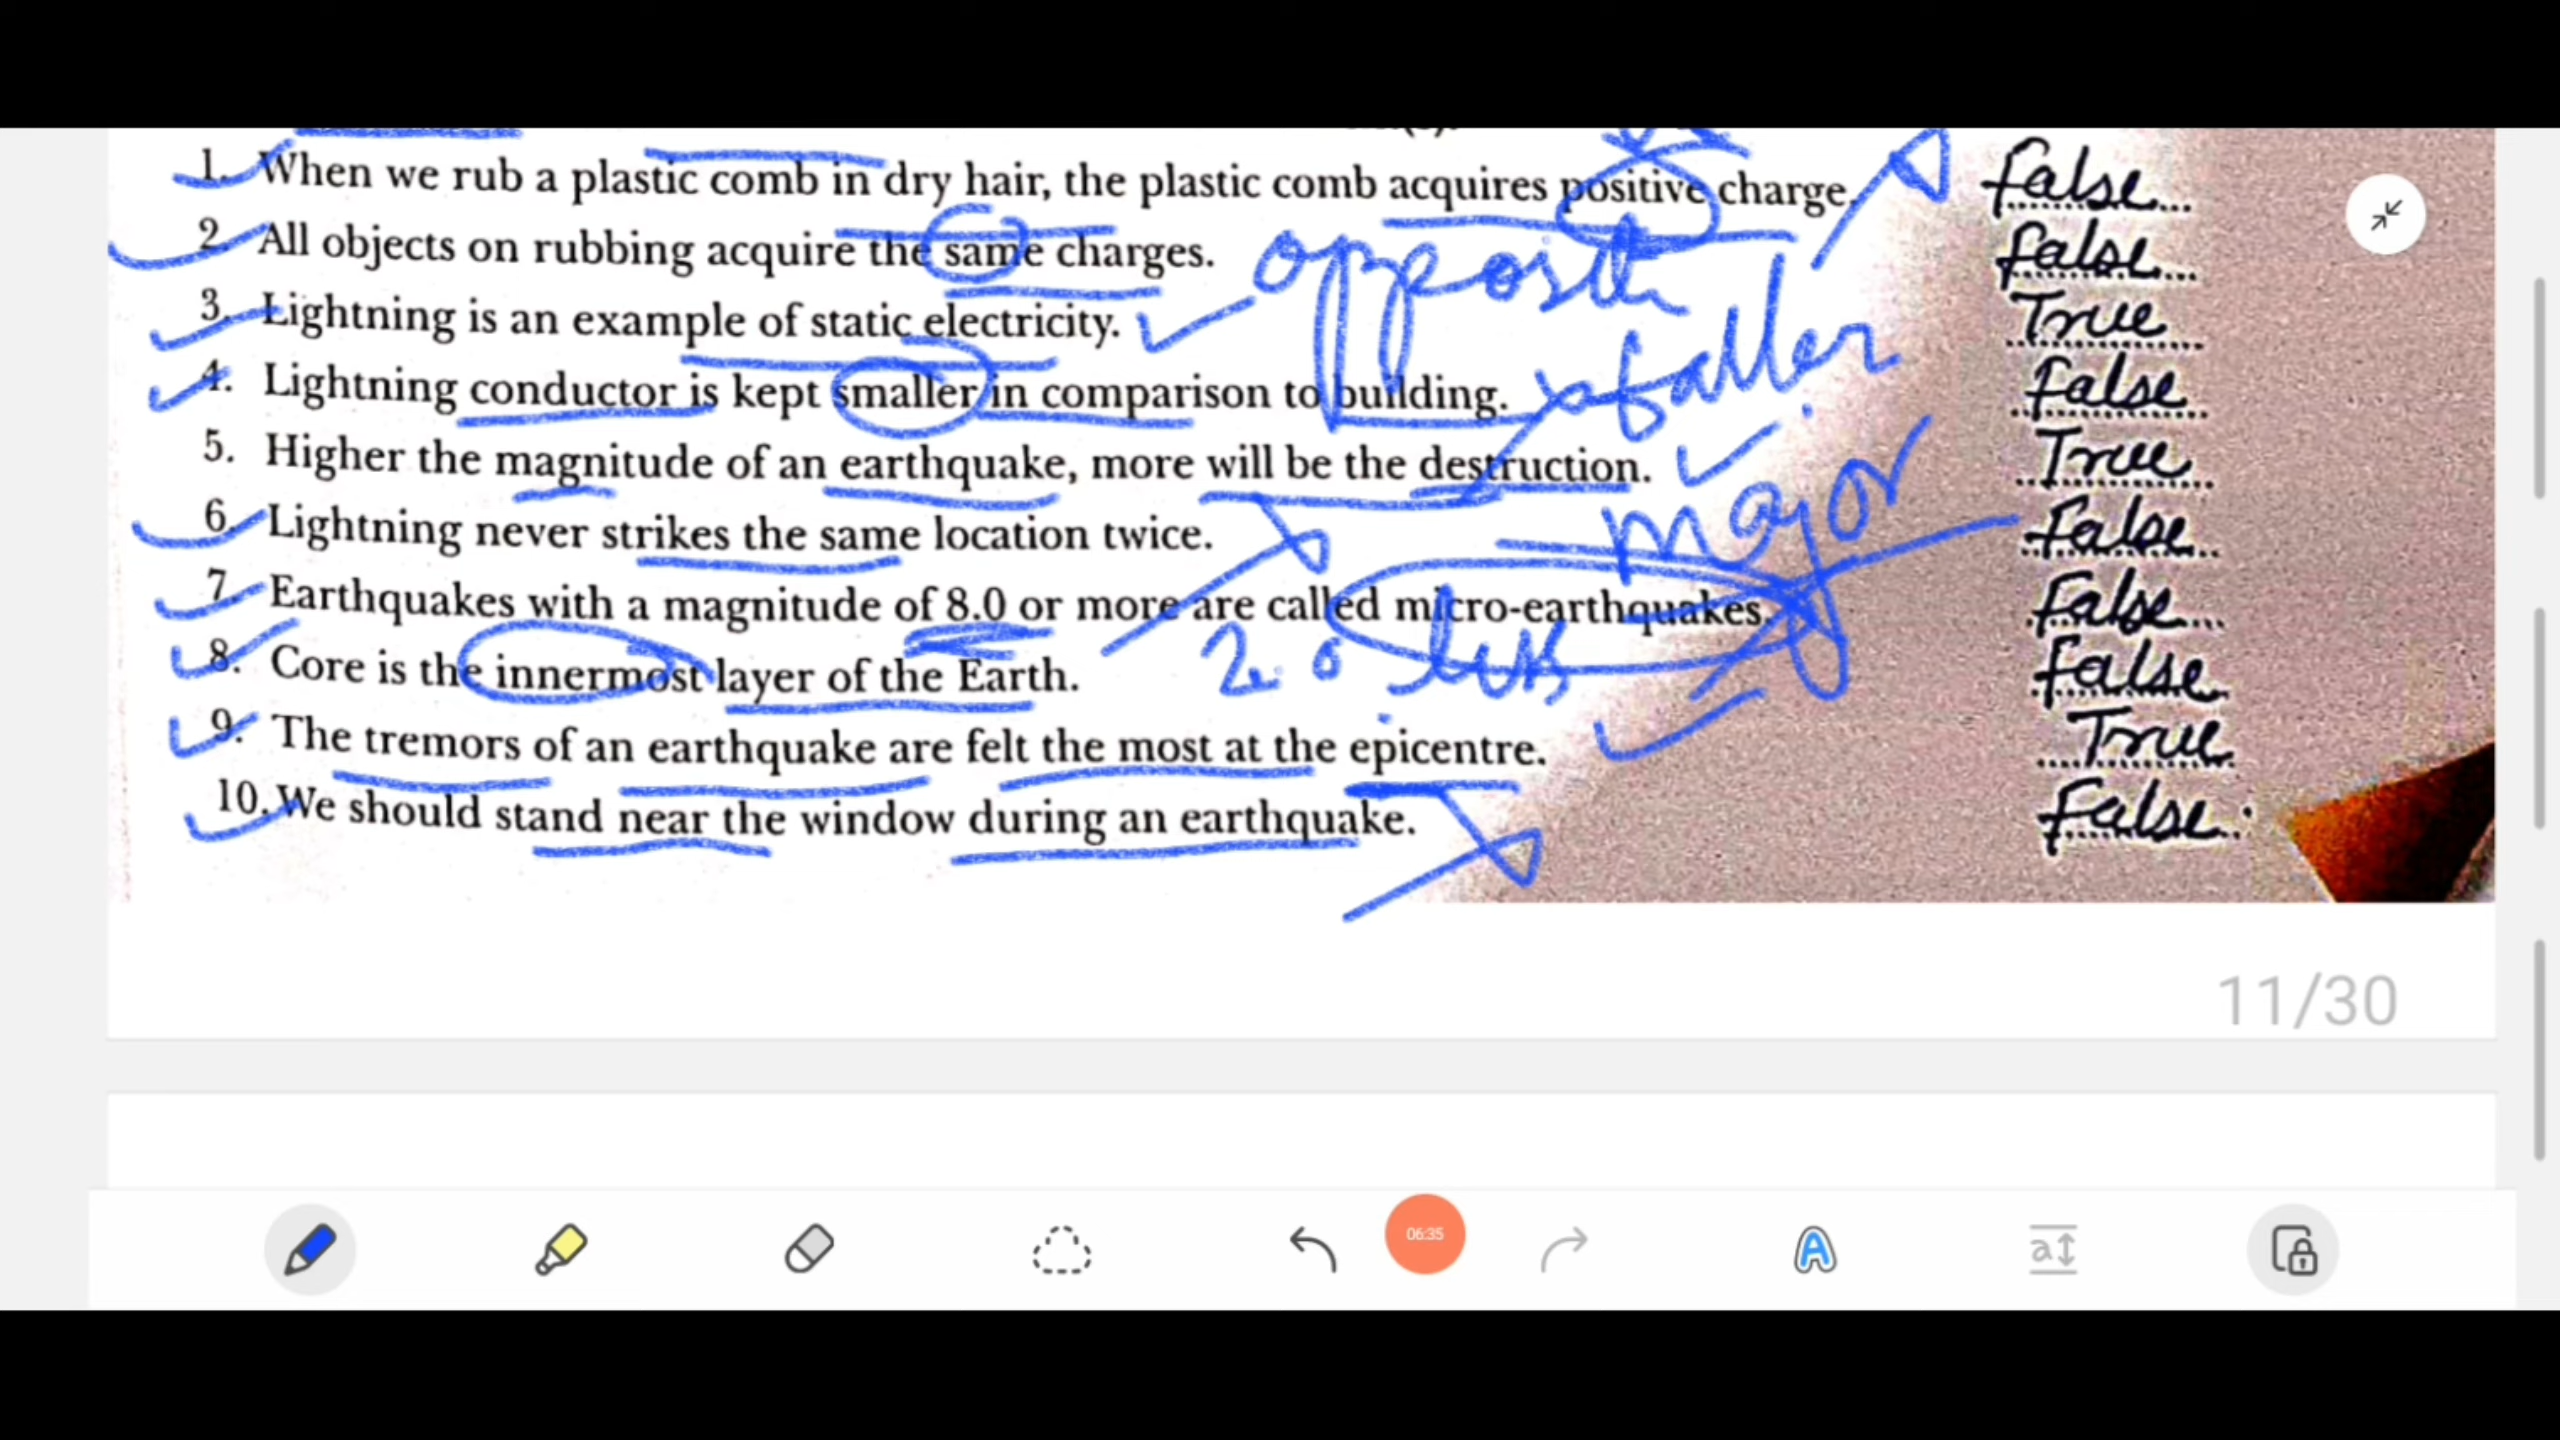 1. When we rub a plastic comb in dry hair, the plastic comb acquires positive charge. False
2. All objects on rubbing acquire the same charges. opposite False
3. Lightning is an example of static electricity. True
4. Lightning conductor is kept smaller in comparison to building. taller False
5. Higher the magnitude of an earthquake, more will be the destruction. True
6. Lightning never strikes the same location twice. major False
7. Earthquakes with a magnitude of 8.0 or more are called micro-earthquakes. False
8. Core is the innermost layer of the Earth. 2.0 less False
9. The tremors of an earthquake are felt the most at the epicentre. True
10. We should stand near the window during an earthquake. False
11/30
06:35
A
a